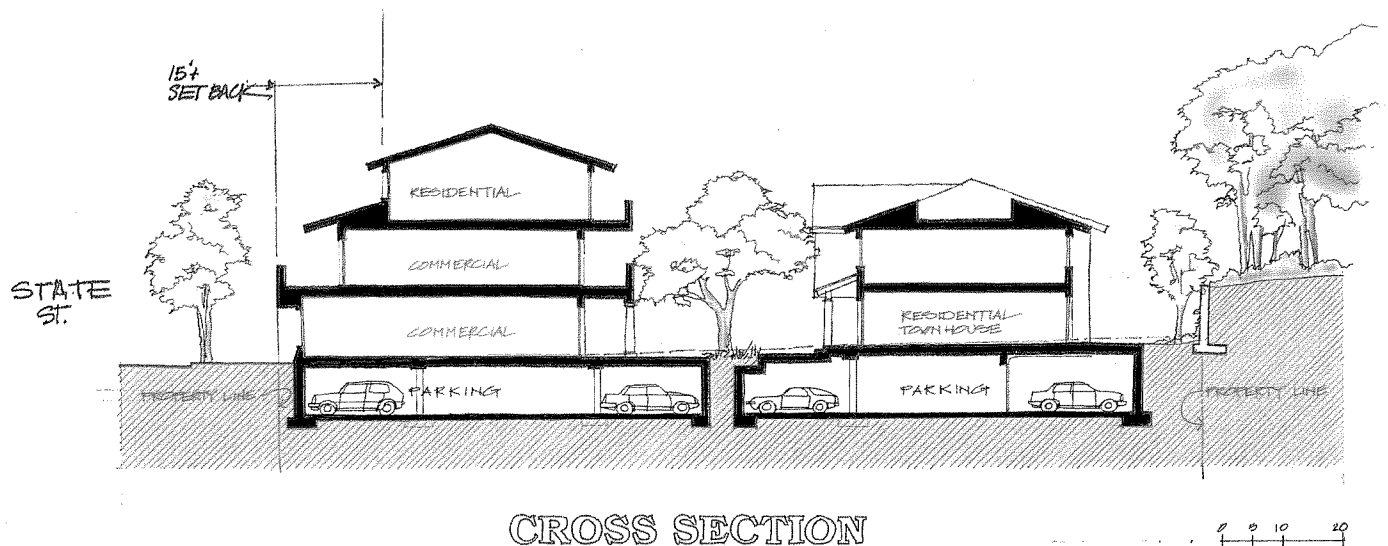 15'±
SET BACK
RESIDENTIAL
COMMERCIAL
STATE
ST.
COMMERCIAL
RESIDENTIAL
TOWN HOUSE
PROPERTY LINE
PARKING
PARKING
PROPERTY LINE
CROSS SECTION
0 5 10 20